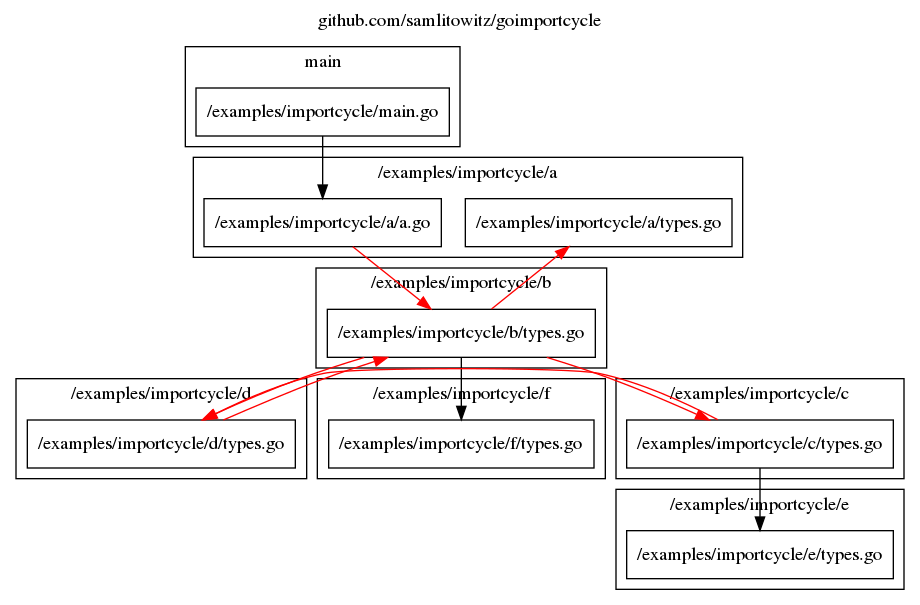 github.com/samlitowitz/goimportcycle
main
/examples/importcycle/main.go
/examples/importcycle/a
/examples/importcycle/a/a.go
/examples/importcycle/a/types.go
/examples/importcycle/b
/examples/importcycle/b/types.go
/examples/importcycle/d
/examples/importcycle/f
/examples/importcycle/c
/examples/importcycle/d/types.go
/examples/importcycle/f/types.go
/examples/importcycle/c/types.go
/examples/importcycle/e
/examples/importcycle/e/types.go